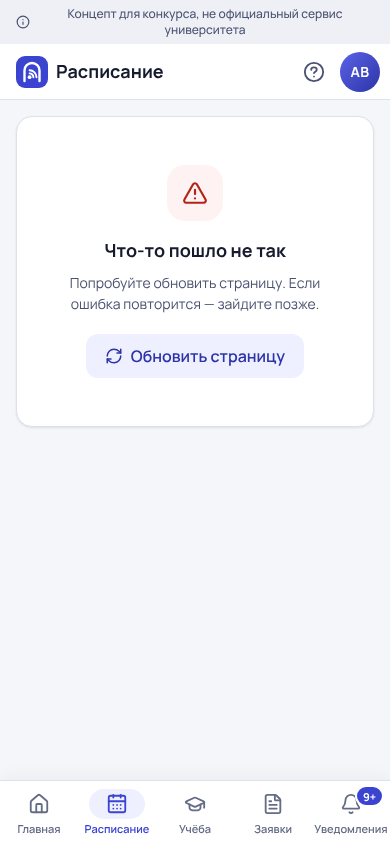 Концепт для конкурса, не официальный сервис
университета
Расписание
АВ
Что-то пошло не так
Попробуйте обновить страницу. Если
ошибка повторится — зайдите позже.
Обновить страницу
9+
Главная
Расписание
Учёба
Заявки
Уведомления